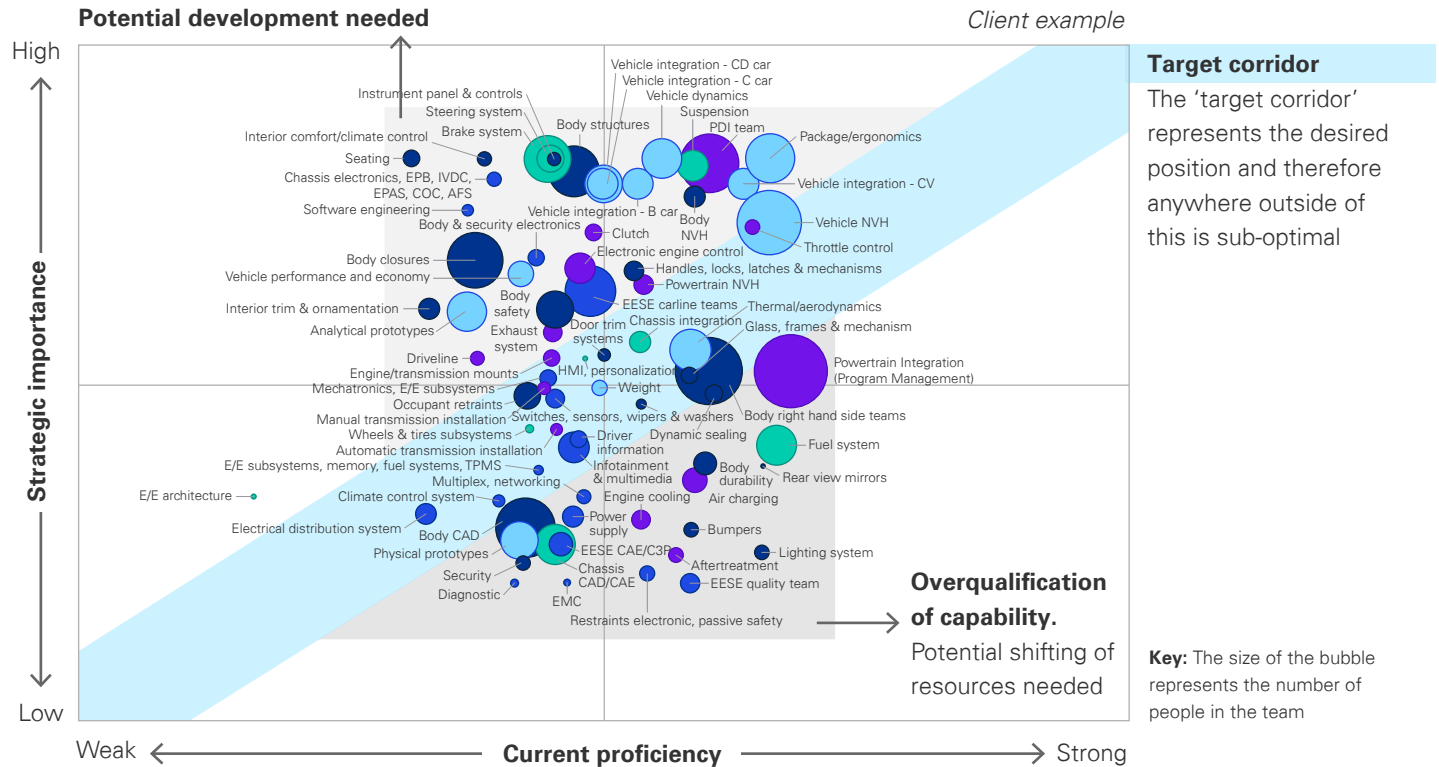 Potential development needed
Client example
High
Target corridor
The ‘target corridor’
represents the desired
position and therefore
anywhere outside of
this is sub-optimal
Vehicle integration - CD car
Vehicle integration - C car
Vehicle dynamics
Instrument panel & controls
Steering system
Suspension
PDI team
Brake system
Body structures
Interior comfort/climate control
Package/ergonomics
Seating
Chassis electronics, EPB, IVDC,
EPAS, COC, AFS
Vehicle integration - CV
Software engineering
Vehicle integration - B car
Body
NVH
Vehicle NVH
Body & security electronics
Clutch
Throttle control
Electronic engine control
Body closures
Handles, locks, latches & mechanisms
Vehicle performance and economy
Powertrain NVH
Body
safety
EESE carline teams
Thermal/aerodynamics
Interior trim & ornamentation
Analytical prototypes
Exhaust
system
Door trim
systems
Chassis integration
Glass, frames & mechanism
Driveline
Powertrain Integration
(Program Management)
Engine/transmission mounts
HMI, personalization
Mechatronics, E/E subsystems
Weight
Occupant retraints
Manual transmission installation
Switches, sensors, wipers & washers
Body right hand side teams
Wheels & tires subsystems
Driver
information
Dynamic sealing
Fuel system
Automatic transmission installation
E/E subsystems, memory, fuel systems, TPMS
Infotainment
& multimedia
Body
durability
Rear view mirrors
Multiplex, networking
E/E architecture
Climate control system
Engine cooling
Air charging
Electrical distribution system
Power
supply
Bumpers
Body CAD
Physical prototypes
EESE CAE/C3P
Lighting system
Aftertreatment
Security
Chassis
CAD/CAE
Diagnostic
EMC
EESE quality team
Restraints electronic, passive safety
Overqualification
of capability.
Potential shifting of
resources needed
Key: The size of the bubble
represents the number of
people in the team
Strategic importance
Low
Weak
Current proficiency
Strong